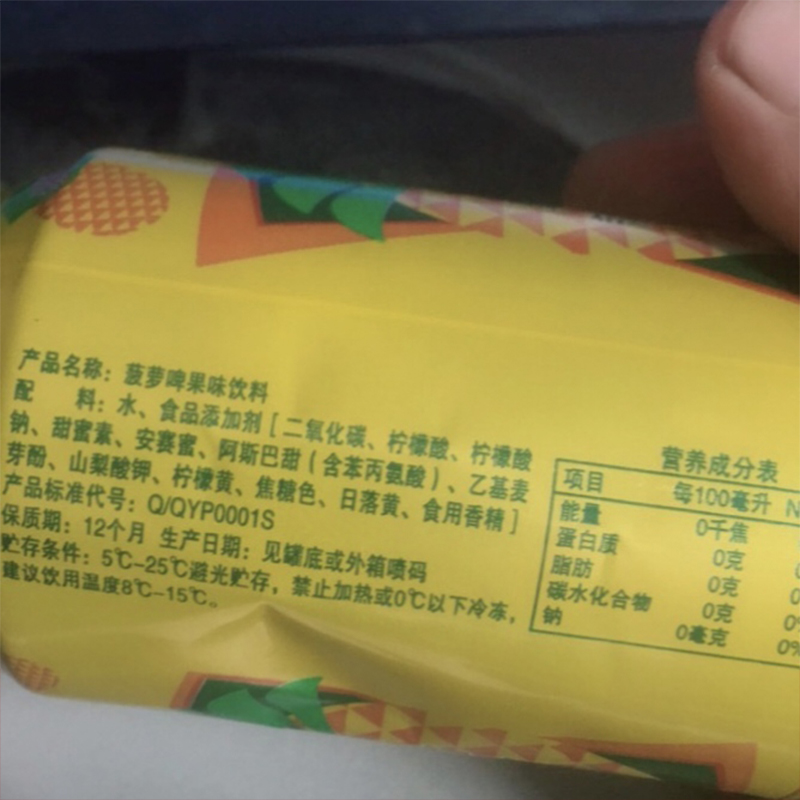 产品名称：菠萝啤果味饮料
配 料：水、食品添加剂[二氧化碳、柠檬酸、柠檬酸
钠、甜蜜素、安赛蜜、阿斯巴甜(含苯丙氨酸)、乙基麦
芽酚、山梨酸钾、柠檬黄、焦糖色、日落黄、食用香精]
产品标准代号：Q/QYP0001S
保质期：12个月 生产日期：见罐底或外箱喷码
贮存条件：5℃-25℃避光贮存，禁止加热或0℃以下冷冻，
建议饮用温度8℃-15℃。
营养成分表
项目 每100毫升 N
能量 0千焦
蛋白质 0克
脂肪 0克
碳水化合物 0克 0%
钠 0毫克 0%